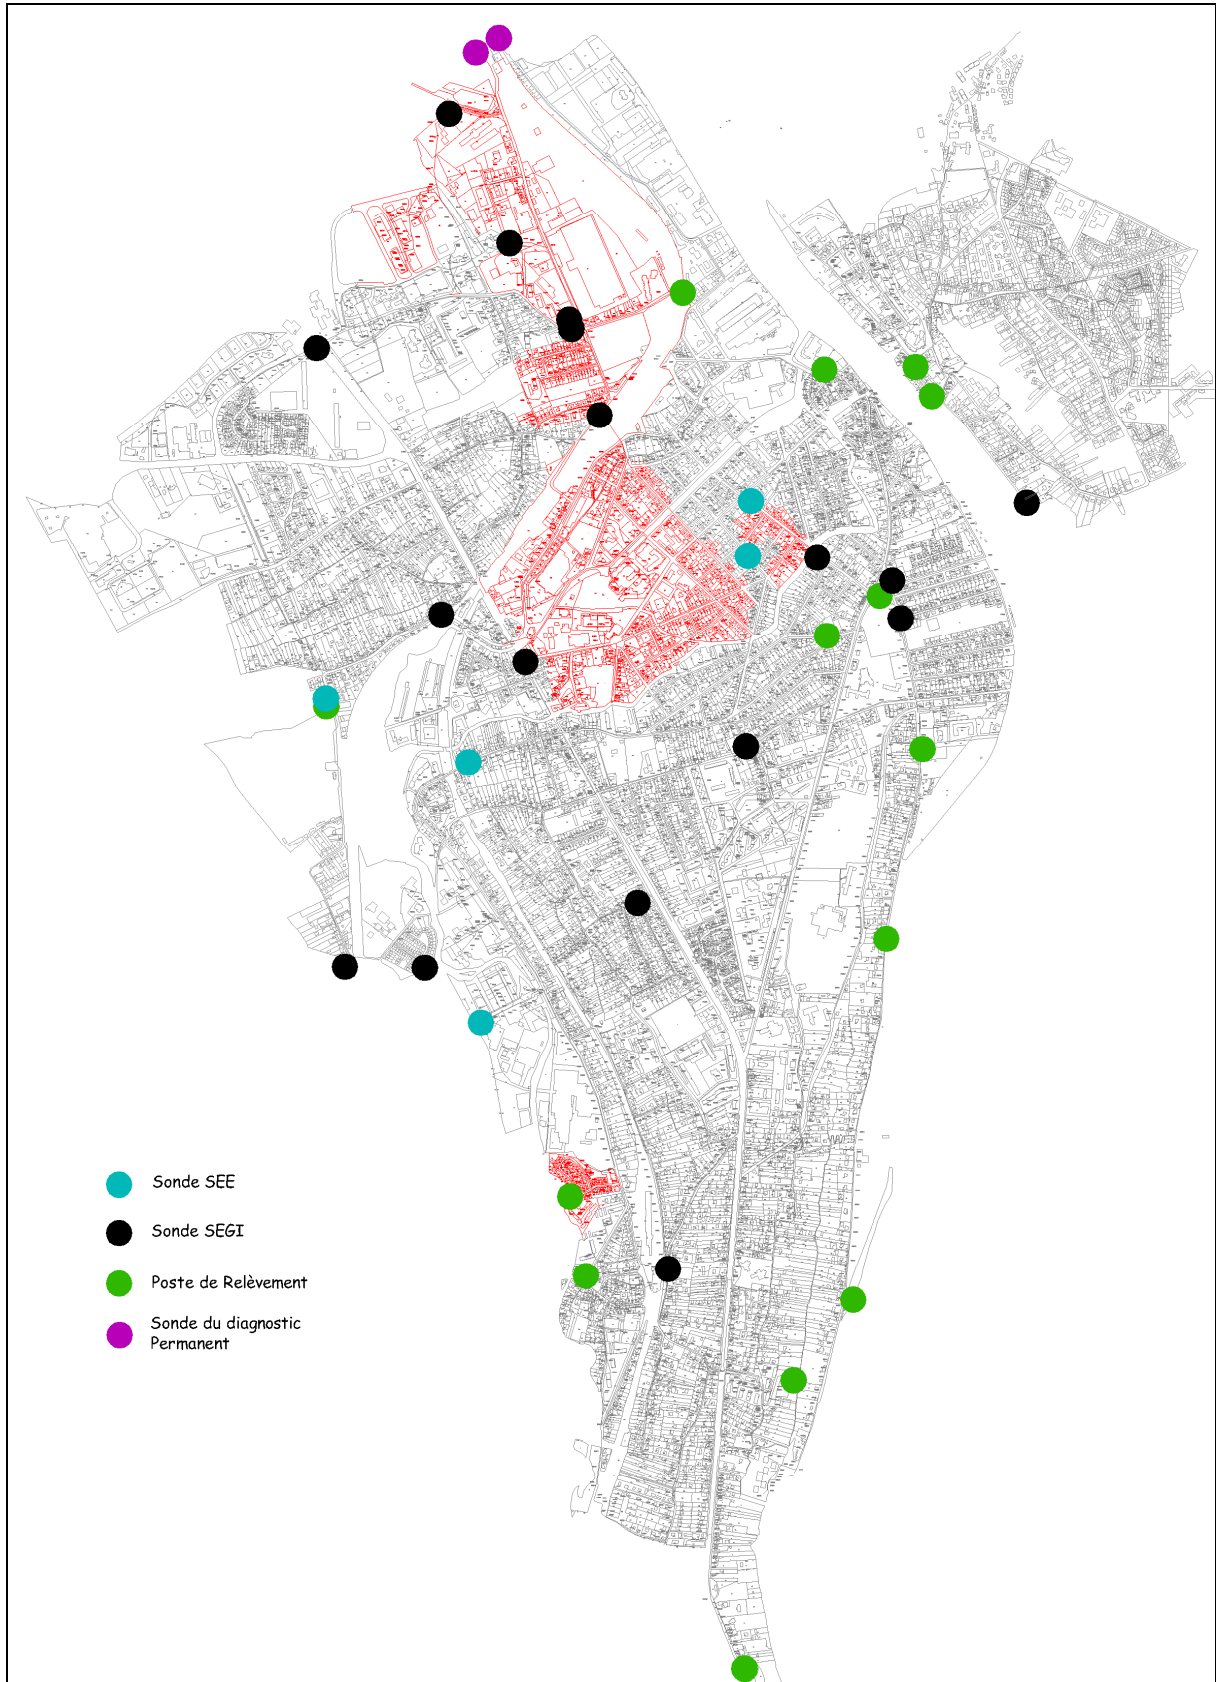 Sonde SEE
Sonde SEGI
Poste de Relèvement
Sonde du diagnostic
Permanent